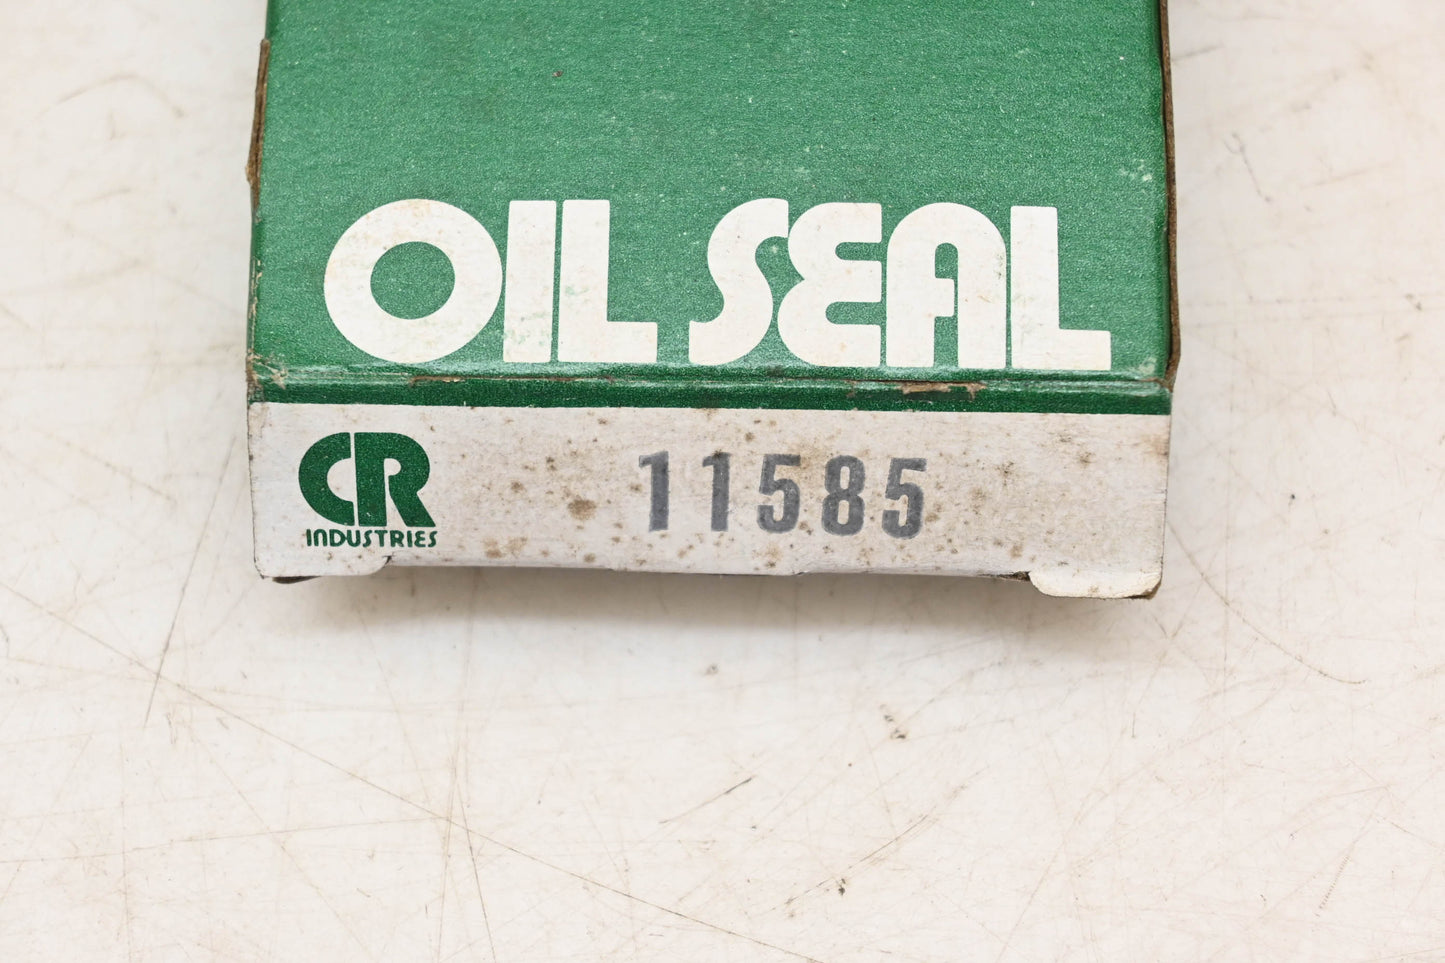 OIL SEAL
CR
INDUSTRIES
11585